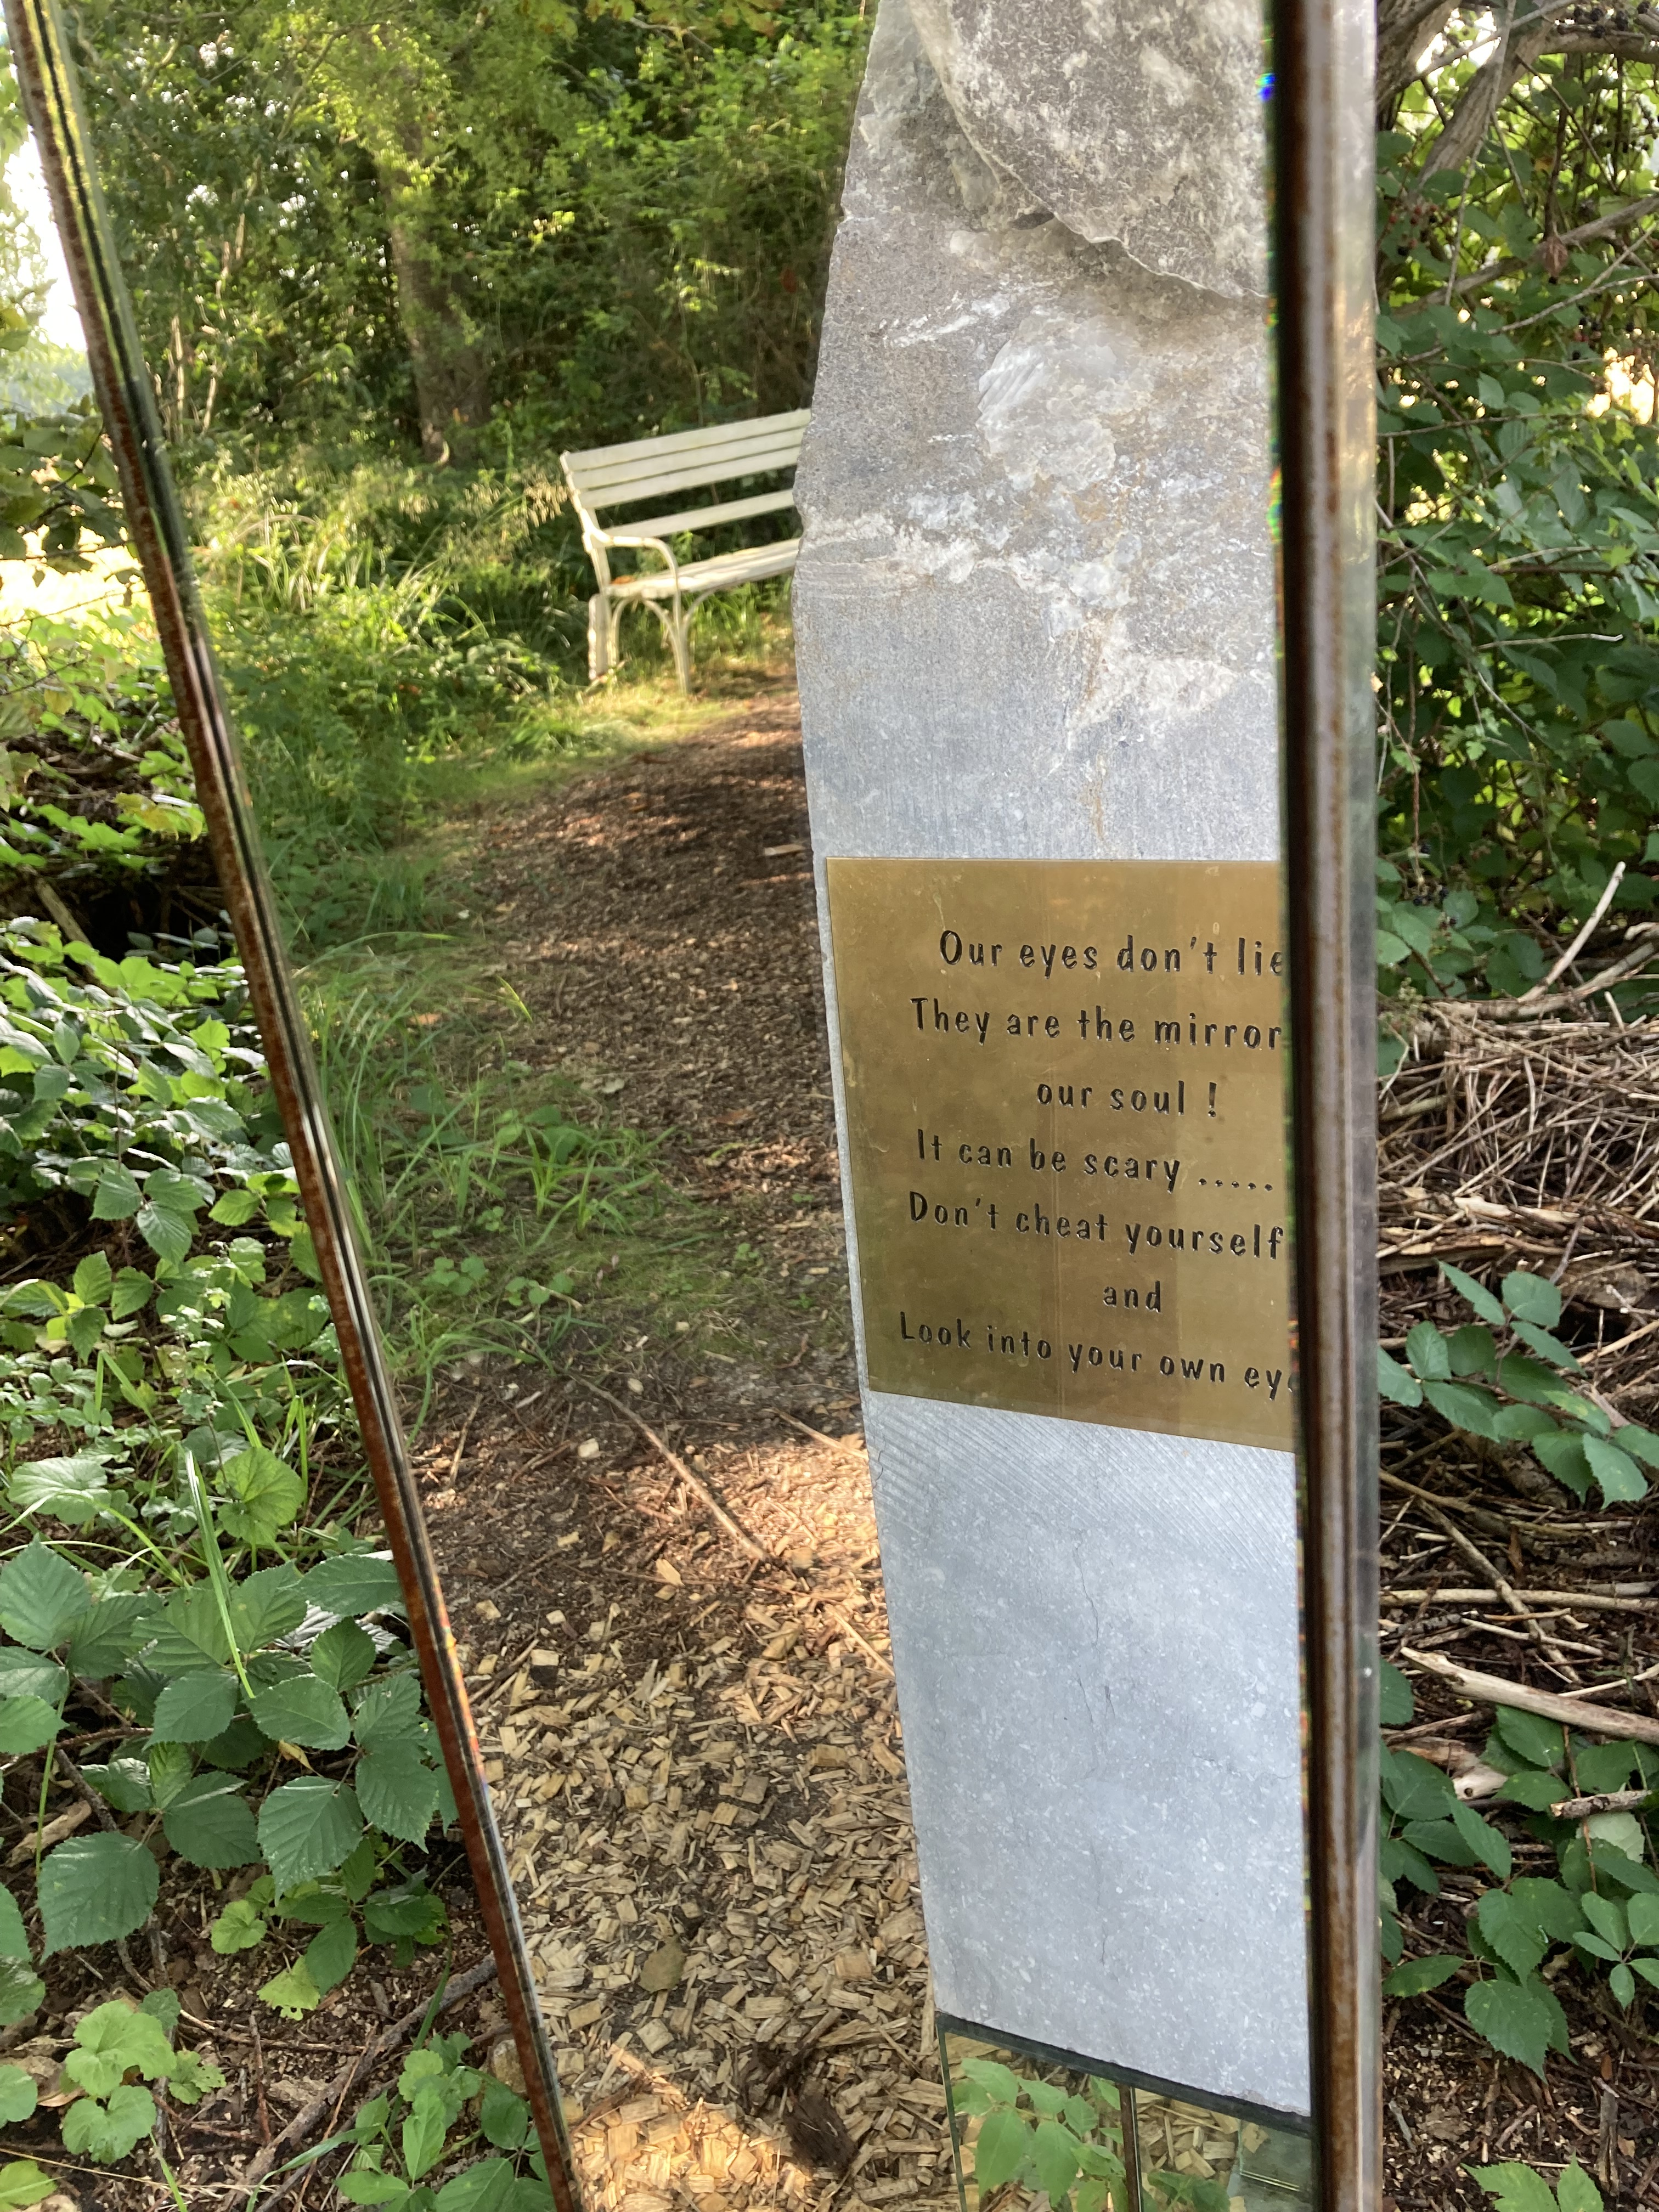 Our eyes don't lie
They are the mirror
our soul !
It can be scary .....
Don't cheat yourself
and
Look into your own